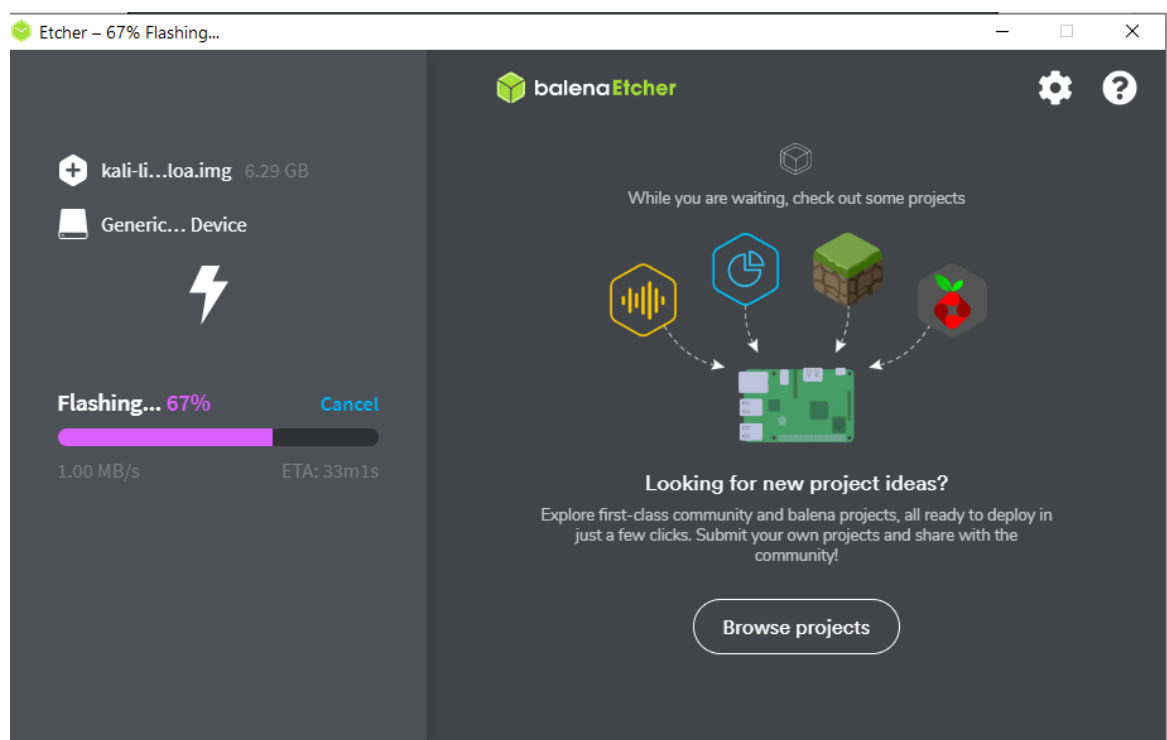 Etcher – 67% Flashing...
balenaEtcher
kali-li...loa.img 6.29 GB
Generic... Device
Flashing... 67% Cancel
1.00 MB/s ETA: 33m1s
While you are waiting, check out some projects
Looking for new project ideas?
Explore first-class community and balena projects, all ready to deploy in
just a few clicks. Submit your own projects and share with the
community!
Browse projects